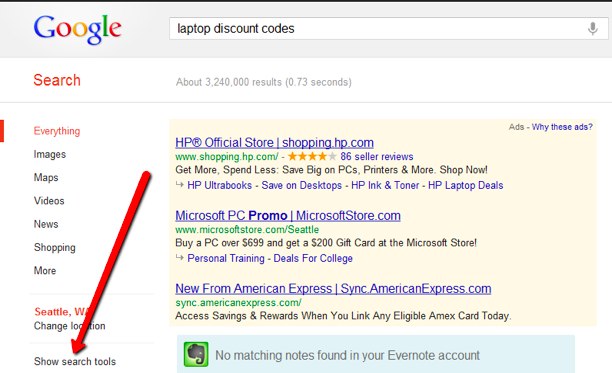 Google
laptop discount codes
Search
About 3,240,000 results (0.73 seconds)
Everything
Images
Maps
Videos
News
Shopping
More
Seattle, WA
Change location
Show search tools
Ads - Why these ads?
HP® Official Store | shopping.hp.com
www.shopping.hp.com/ - 86 seller reviews
Get More, Spend Less: Save Big on PCs, Printers & More. Shop Now!
HP Ultrabooks - Save on Desktops - HP Ink & Toner - HP Laptop Deals
Microsoft PC Promo | MicrosoftStore.com
www.microsoftstore.com/Seattle
Buy a PC over $699 and get a $200 Gift Card at the Microsoft Store!
Personal Training - Deals For College
New From American Express | Sync.AmericanExpress.com
sync.americanexpress.com/
Access Savings & Rewards When You Link Any Eligible Amex Card Today.
No matching notes found in your Evernote account